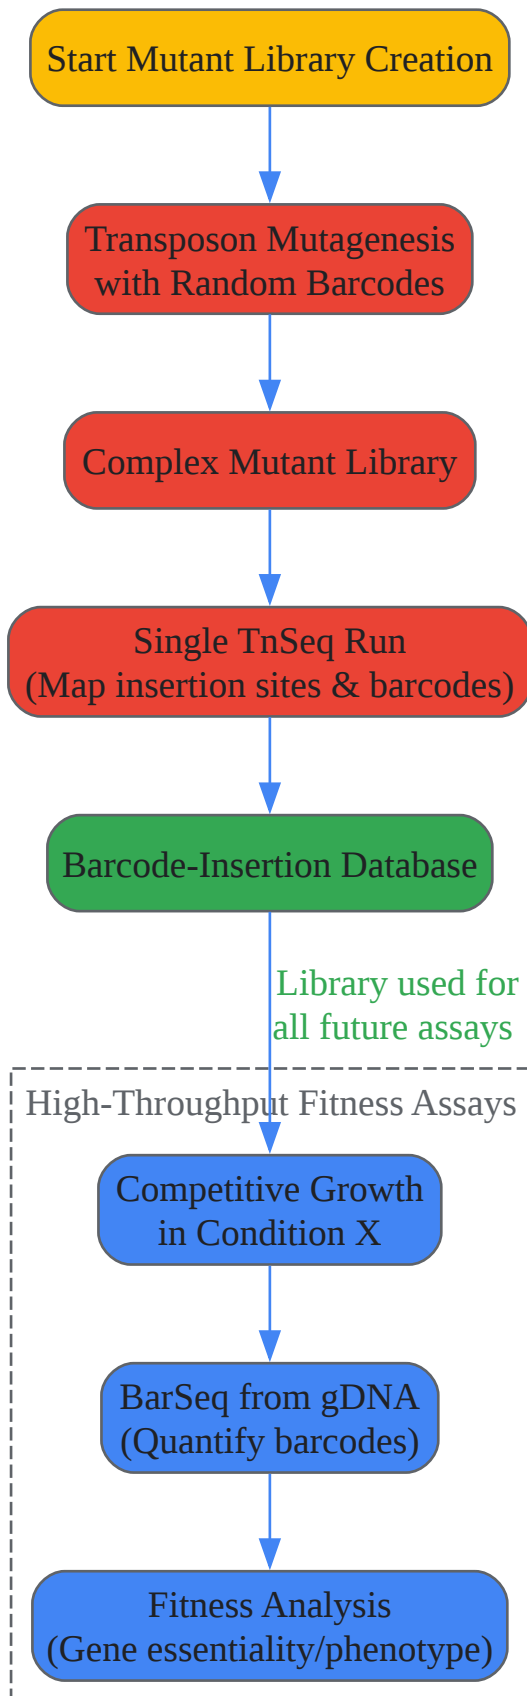 Start Mutant Library Creation
Transposon Mutagenesis
with Random Barcodes
Complex Mutant Library
Single TnSeq Run
(Map insertion sites & barcodes)
Barcode-Insertion Database
Library used for
all future assays
High-Throughput Fitness Assays
Competitive Growth
in Condition X
BarSeq from gDNA
(Quantify barcodes)
Fitness Analysis
(Gene essentiality/phenotype)